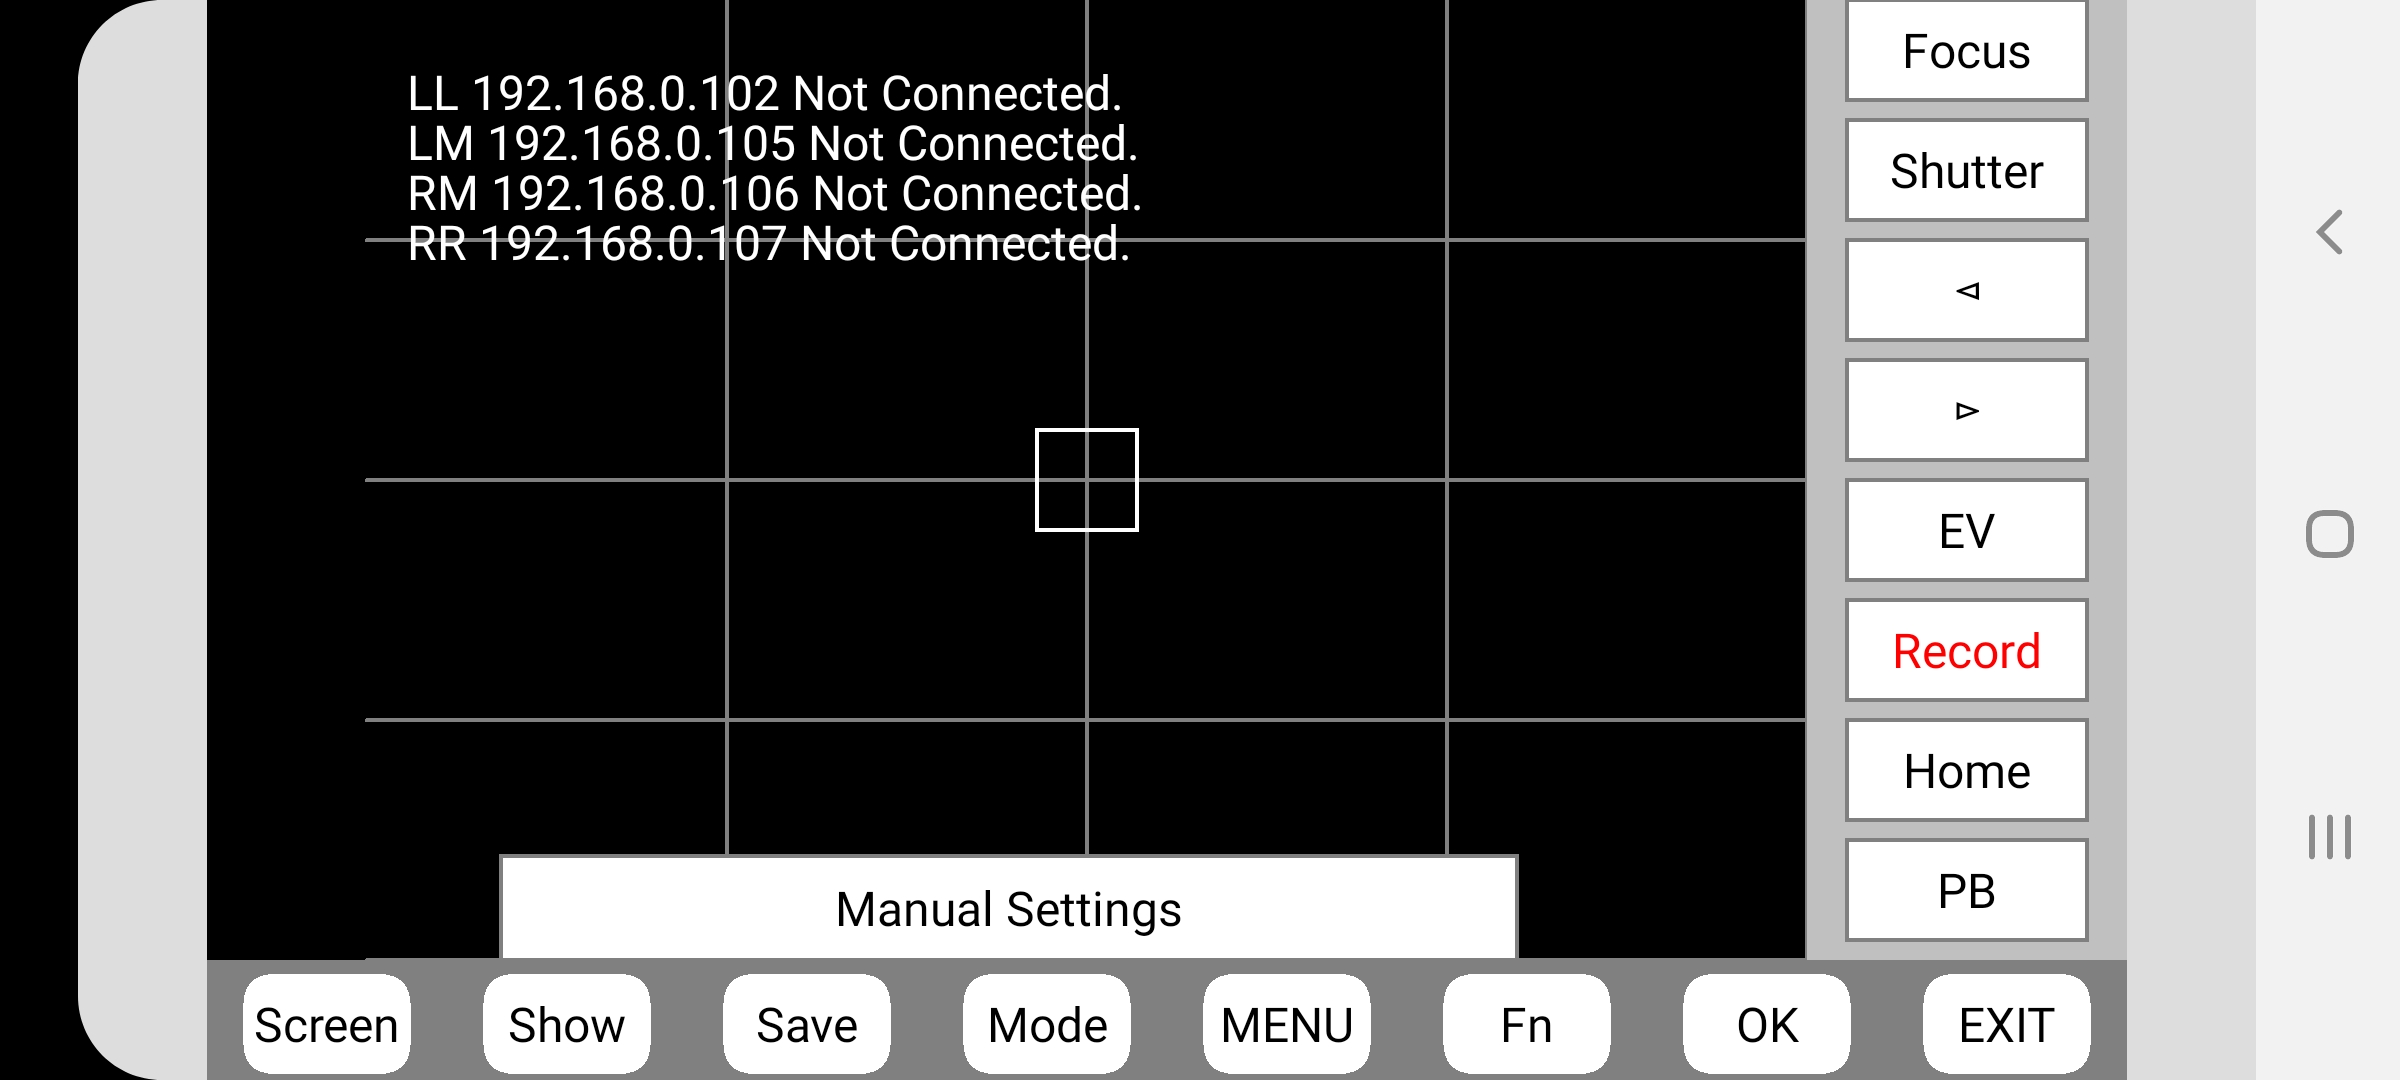 LL 192.168.0.102 Not Connected.
LM 192.168.0.105 Not Connected.
RM 192.168.0.106 Not Connected.
RR 192.168.0.107 Not Connected.
Focus
Shutter
EV
Record
Home
PB
Manual Settings
Screen
Show
Save
Mode
MENU
Fn
OK
EXIT